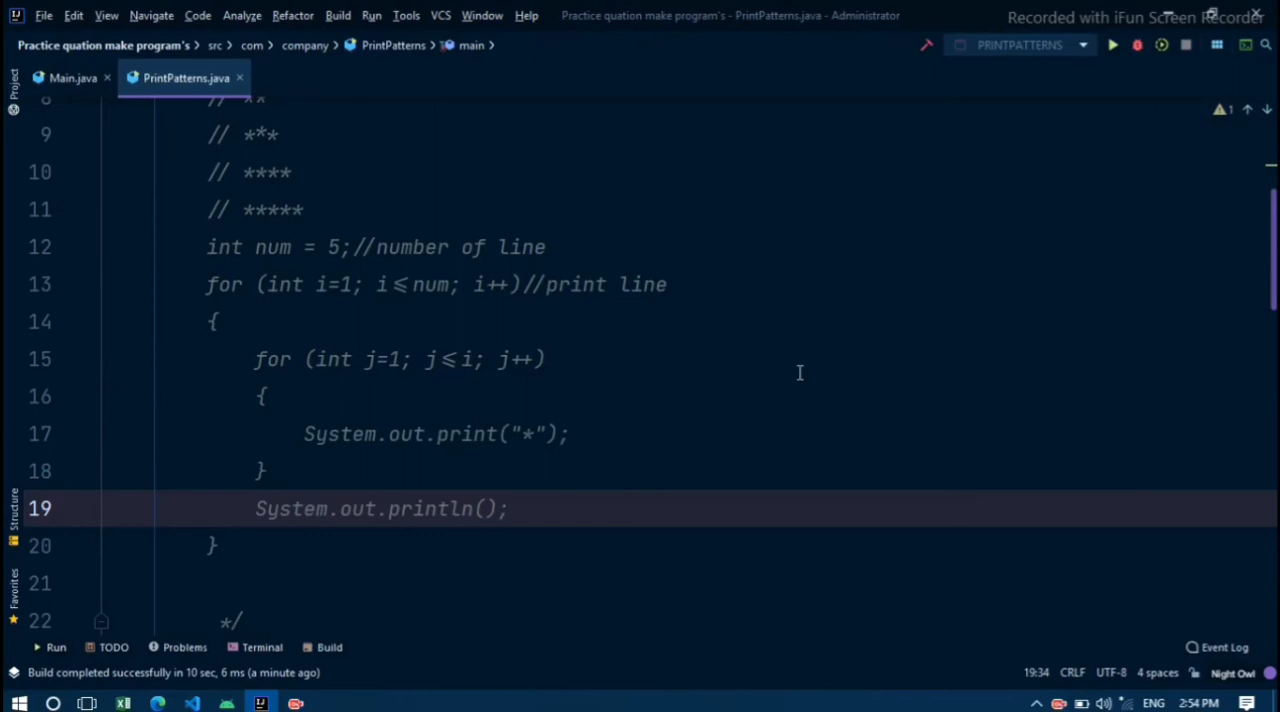 File Edit View Navigate Code Analyze Refactor Build Run Tools VCS Window Help Practice quation make program's - PrintPatterns.java - Administrator
Recorded with iFun Screen Recorder
Practice quation make program's > src > com > company > PrintPatterns > main >
PRINTPATTERNS
Project
Main.java × PrintPatterns.java ×
1
8 // **
9 // ***
10 // ****
11 // *****
12 int num = 5;//number of line
13 for (int i=1; i<=num; i++)//print line
14 {
15 for (int j=1; j<=i; j++)
16 {
17 System.out.print("*");
18 }
19 System.out.println();
20 }
21
22 */
Structure
Favorites
Run TODO Problems Terminal Build Event Log
Build completed successfully in 10 sec, 6 ms (a minute ago) 19:34 CRLF UTF-8 4 spaces Night Owl
ENG 2:54 PM